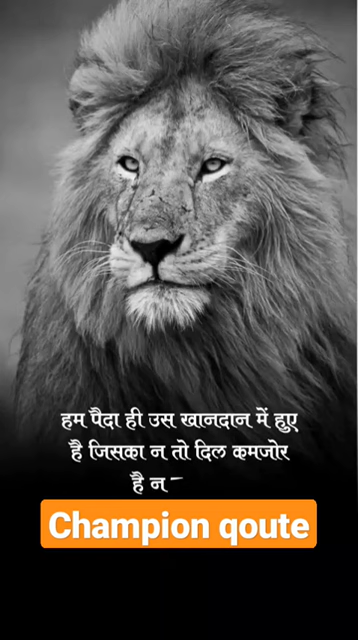 हम पैदा ही उस खानदान में हुए
है जिसका न तो दिल कमजोर
है न
Champion qoute